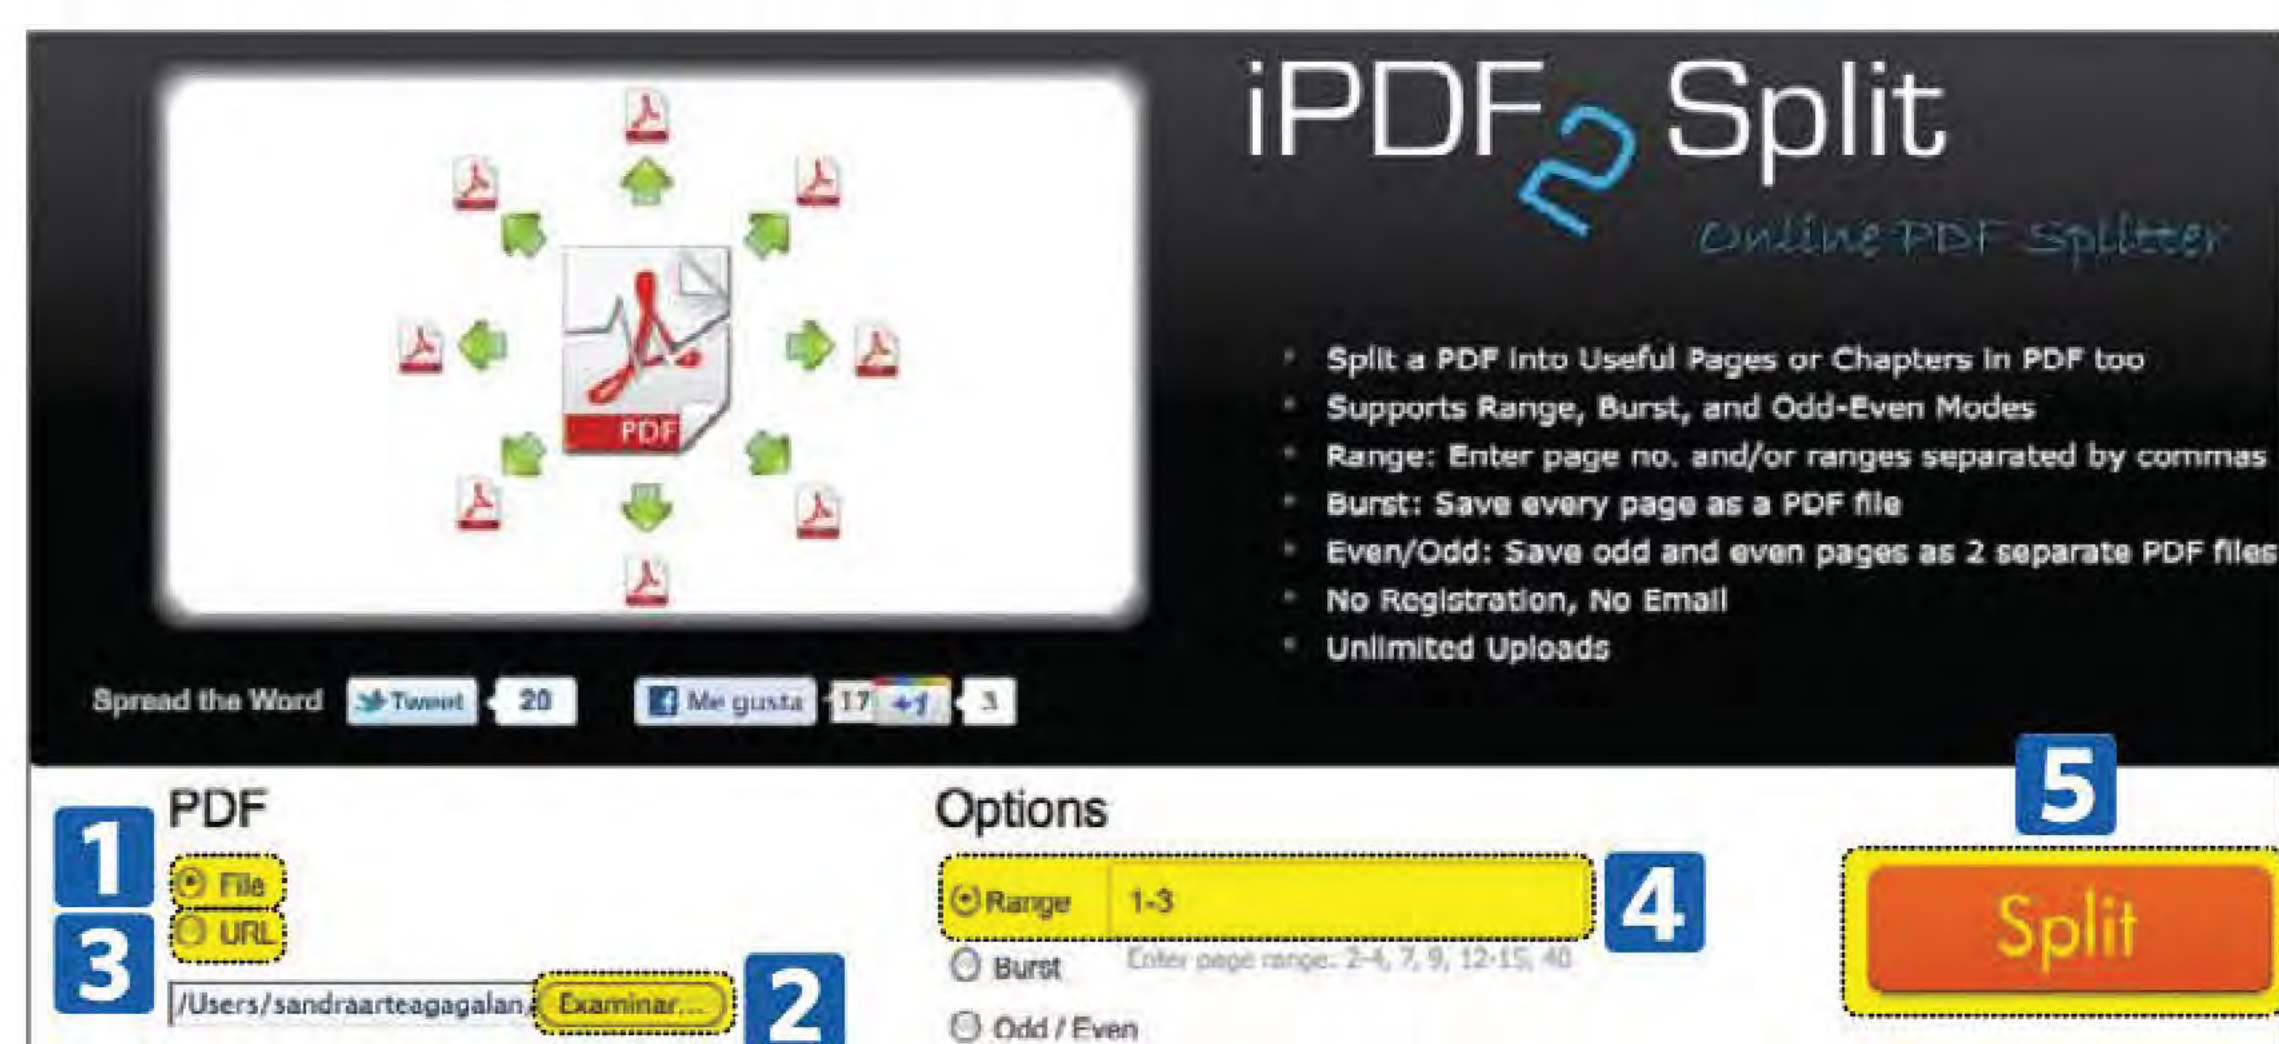 iPDF2Split
Online PDF Splitter
PDF
Split a PDF into Useful Pages or Chapters in PDF too
Supports Range, Burst, and Odd-Even Modes
Range: Enter page no. and/or ranges separated by commas
Burst: Save every page as a PDF file
Even/Odd: Save odd and even pages as 2 separate PDF files
No Registration, No Email
Unlimited Uploads
Spread the Word Tweet 20 Me gusta 17 +1 3
PDF
1 File
3 URL
/Users/sandraarteagagalan/ Examinar... 2
Options
Range 1-3 4
Enter page range. 2-4, 7, 9, 12-15, 40
Burst
Odd / Even
5
Split